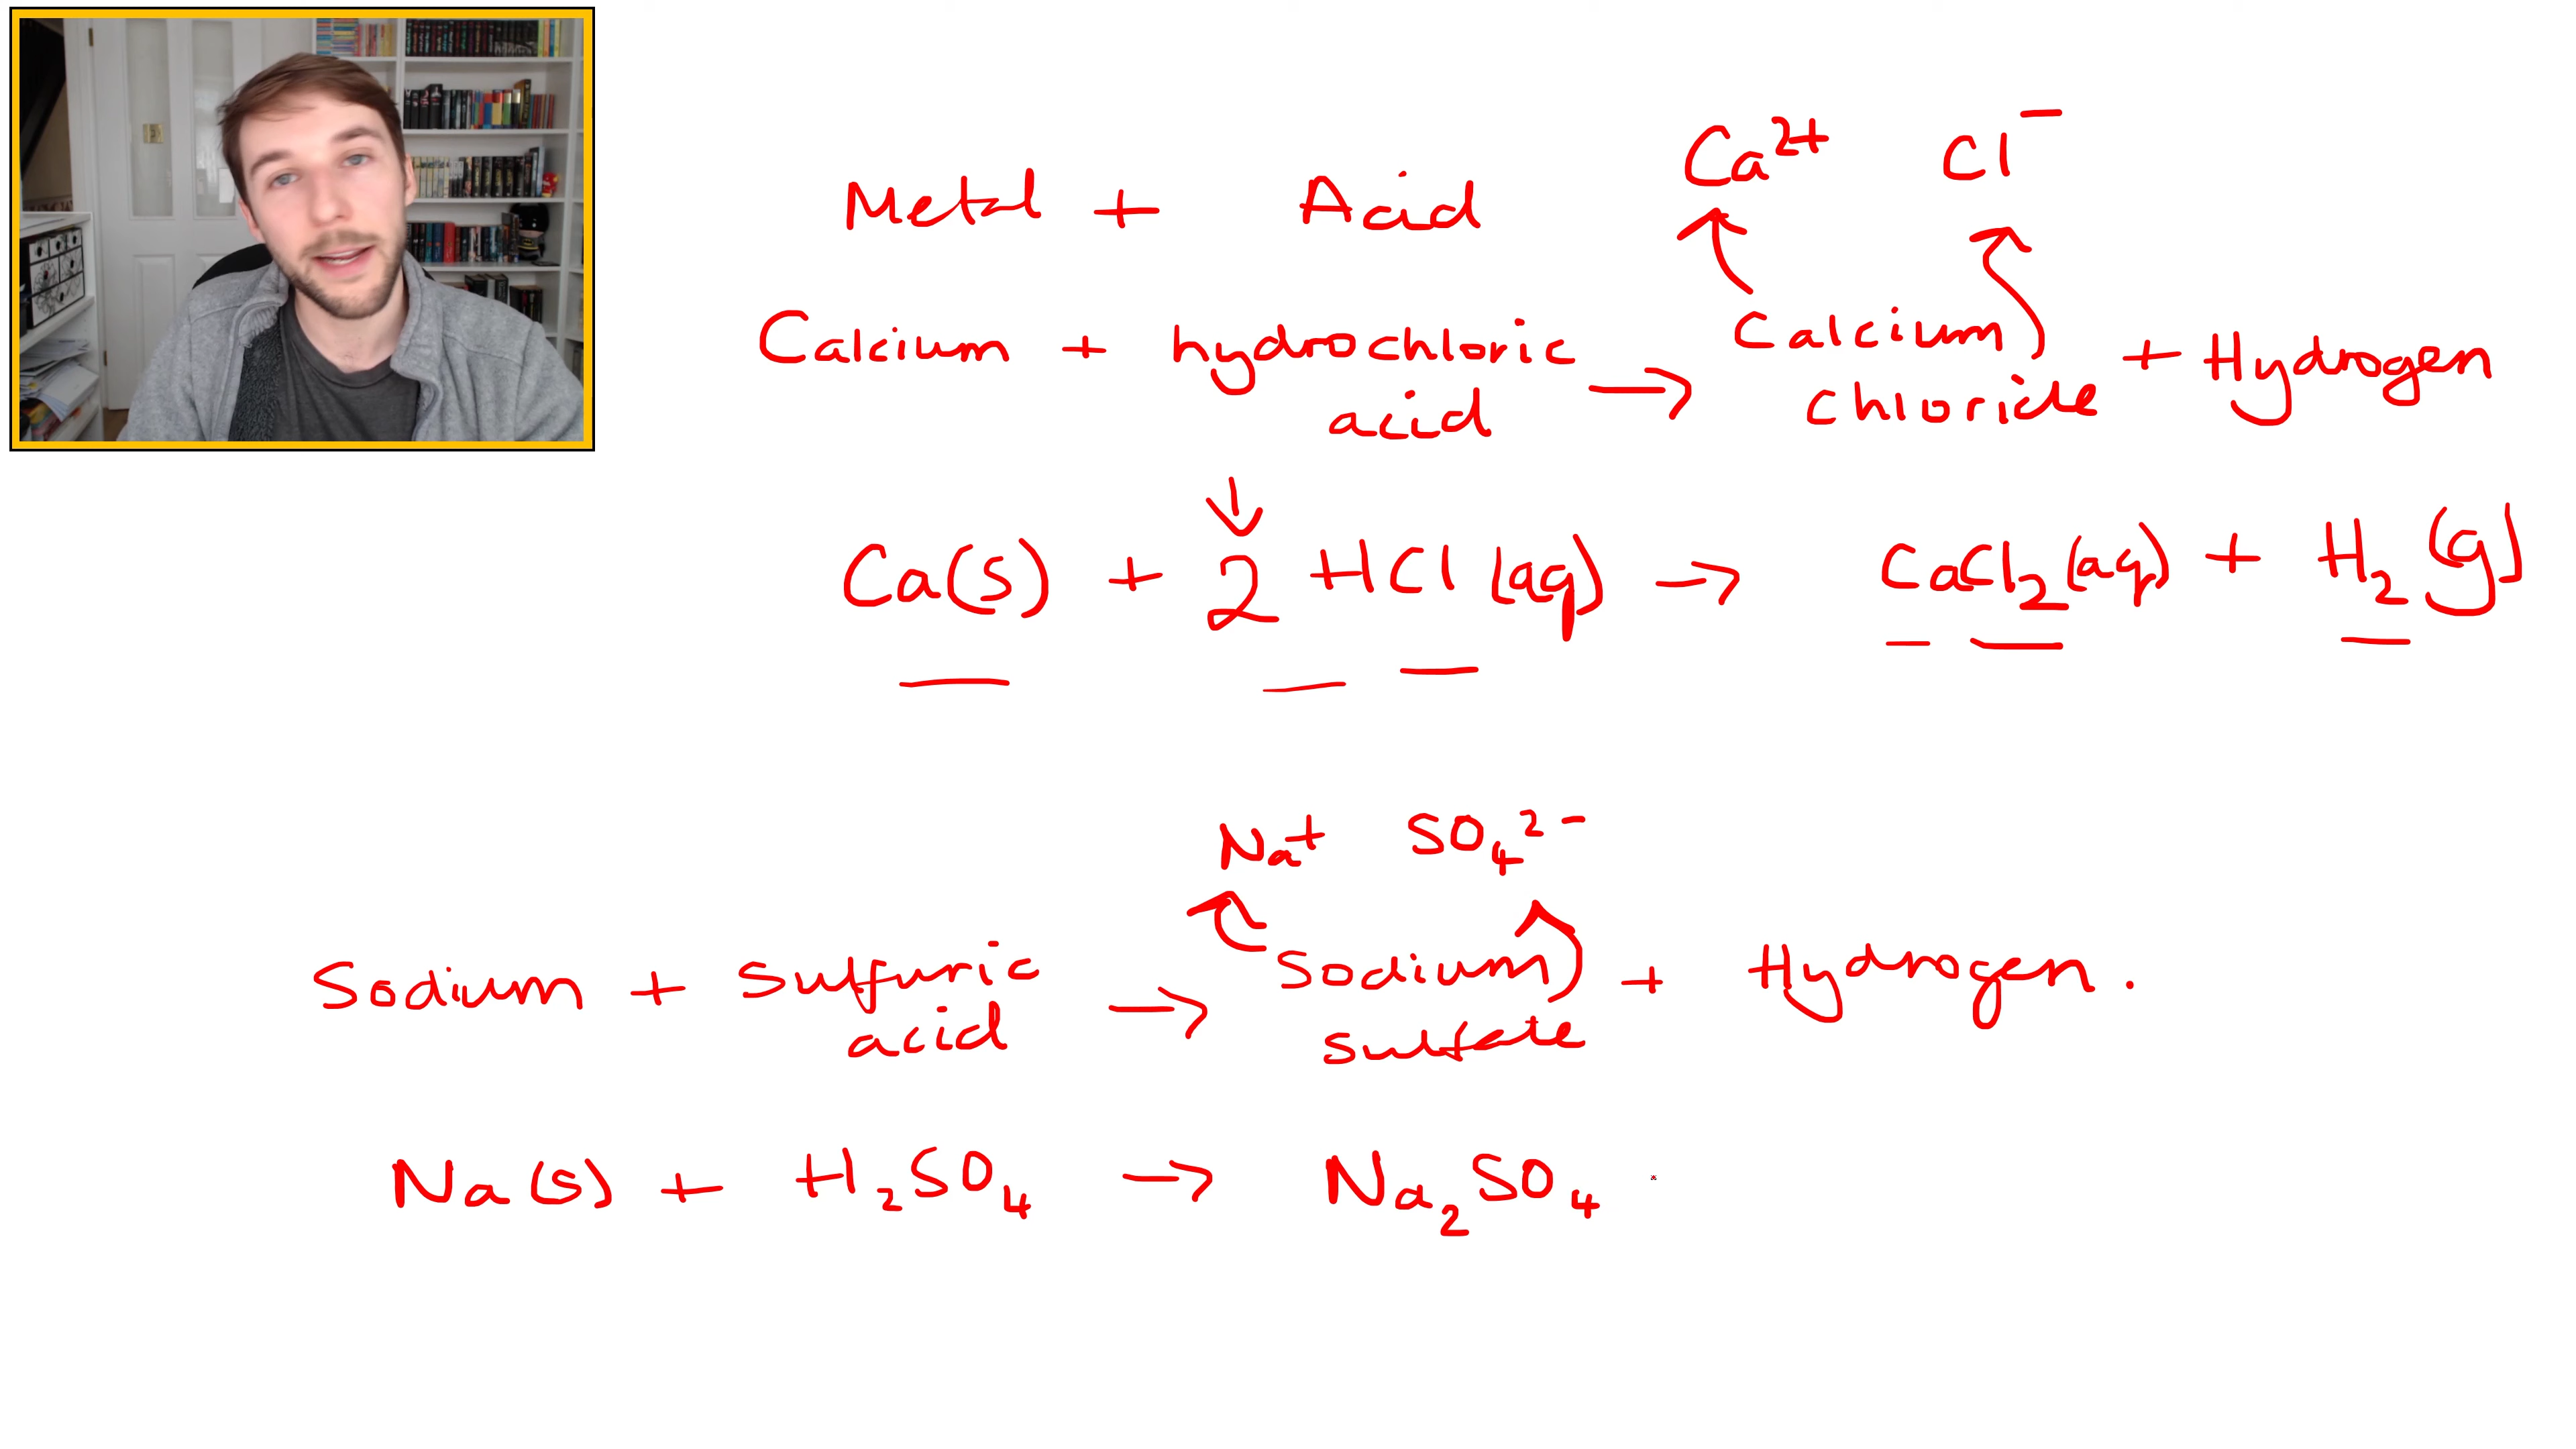 Metal + Acid
Ca²⁺ Cl⁻
Calcium + hydrochloric acid → Calcium chloride + Hydrogen
Ca(s) + 2 HCl (aq) → CaCl₂ (aq) + H₂ (g)
Na⁺ SO₄²⁻
Sodium + Sulfuric acid → Sodium sulfate + Hydrogen.
Na (s) + H₂SO₄ → Na₂SO₄